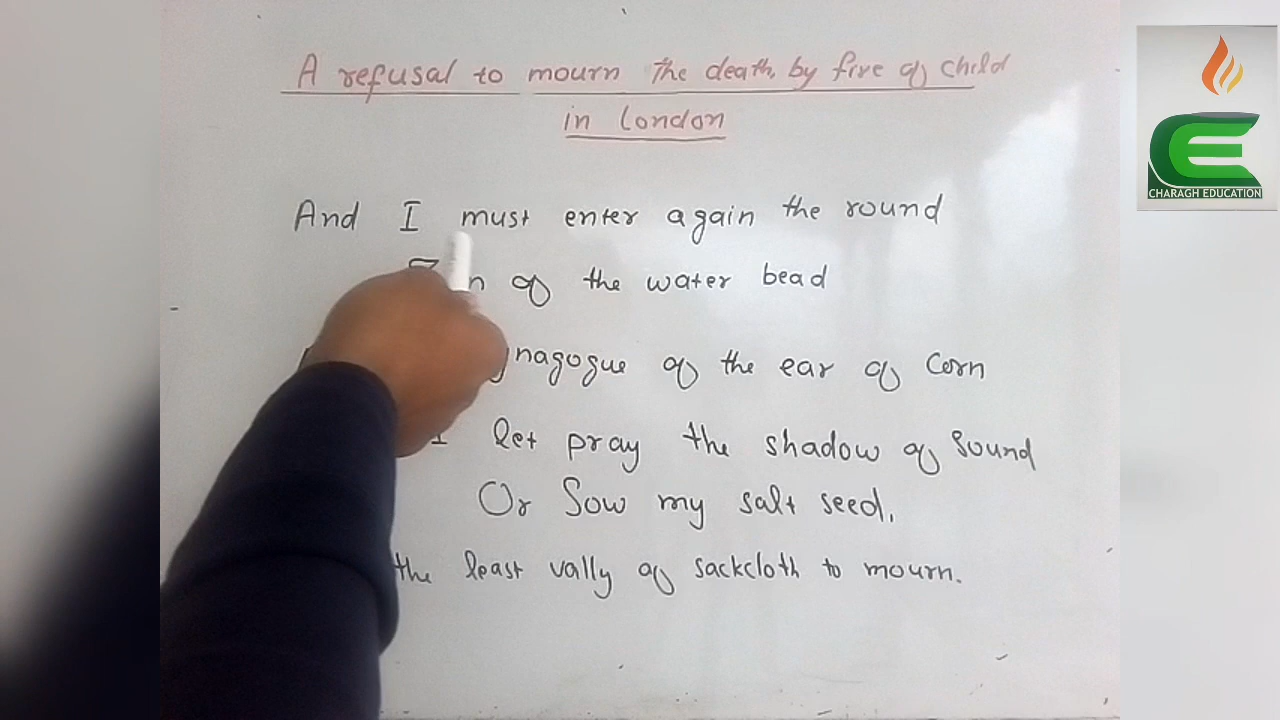 A refusal to mourn the death, by fire of child
in London
And I must enter again the round
of the water bead
of the ear of corn
let pray the shadow of sound
Or Sow my salt seed.
the least vally of sackcloth to mourn.
CHARAGH EDUCATION